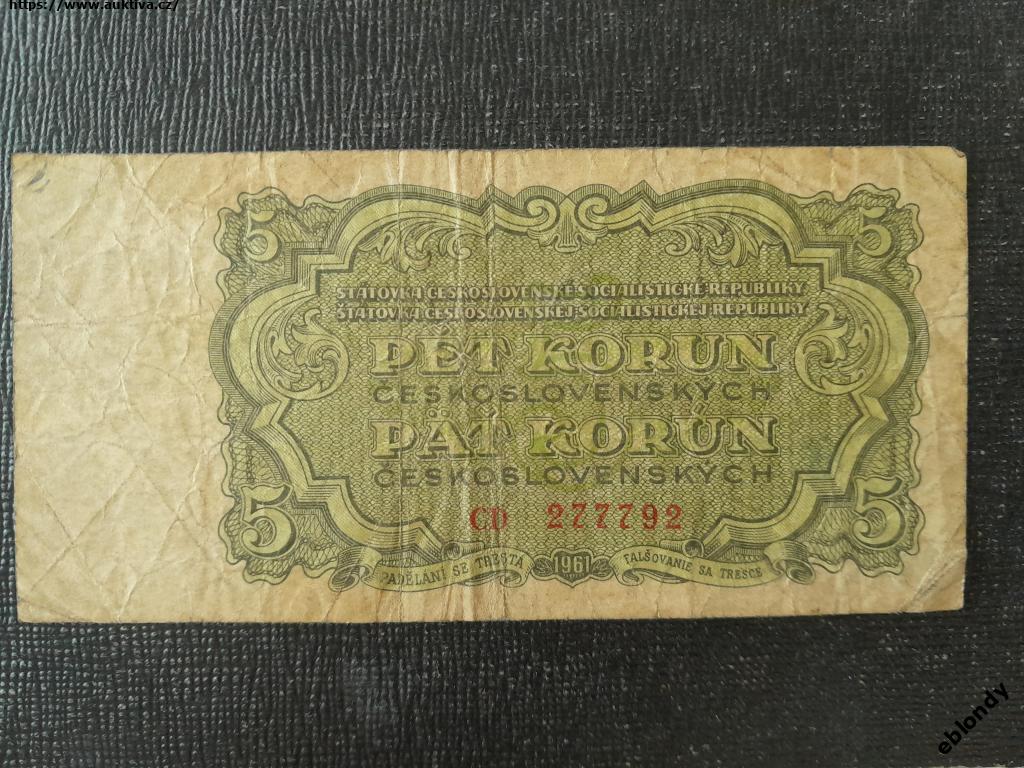 https://www.auktiva.cz/
5 5
STÁTOVKA ČESKOSLOVENSKÉ SOCIALISTICKÉ REPUBLIKY
ŠTÁTOVKA ČESKOSLOVENSKEJ SOCIALISTICKEJ REPUBLIKY
PĚT KORUN
ČESKOSLOVENSKÝCH
PÄŤ KORÚN
ČESKOSLOVENSKÝCH
5 5
CD 277792
PADĚLÁNÍ SE TRESTÁ 1961 FALŠOVANIE SA TRESCE
eblondy